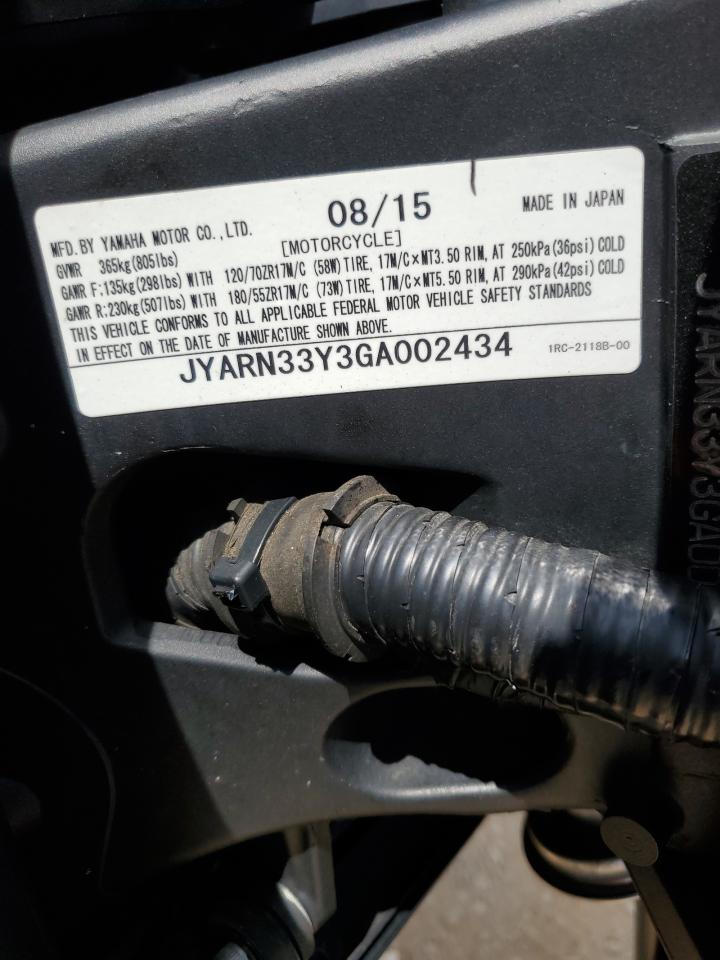 08/15
MADE IN JAPAN
MFD. BY YAMAHA MOTOR CO.,LTD.
[MOTORCYCLE]
GVWR 365kg(805lbs)
GAWR F:135kg(298lbs) WITH 120/70ZR17M/C (58W) TIRE, 17M/C×MT3.50 RIM, AT 250kPa(36psi) COLD
GAWR R:230kg(507lbs) WITH 180/55ZR17M/C (73W) TIRE, 17M/C×MT5.50 RIM, AT 290kPa(42psi) COLD
THIS VEHICLE CONFORMS TO ALL APPLICABLE FEDERAL MOTOR VEHICLE SAFETY STANDARDS
IN EFFECT ON THE DATE OF MANUFACTURE SHOWN ABOVE.
JYARN33Y3GA002434
1RC-2118B-00
JYARN33Y3GA00